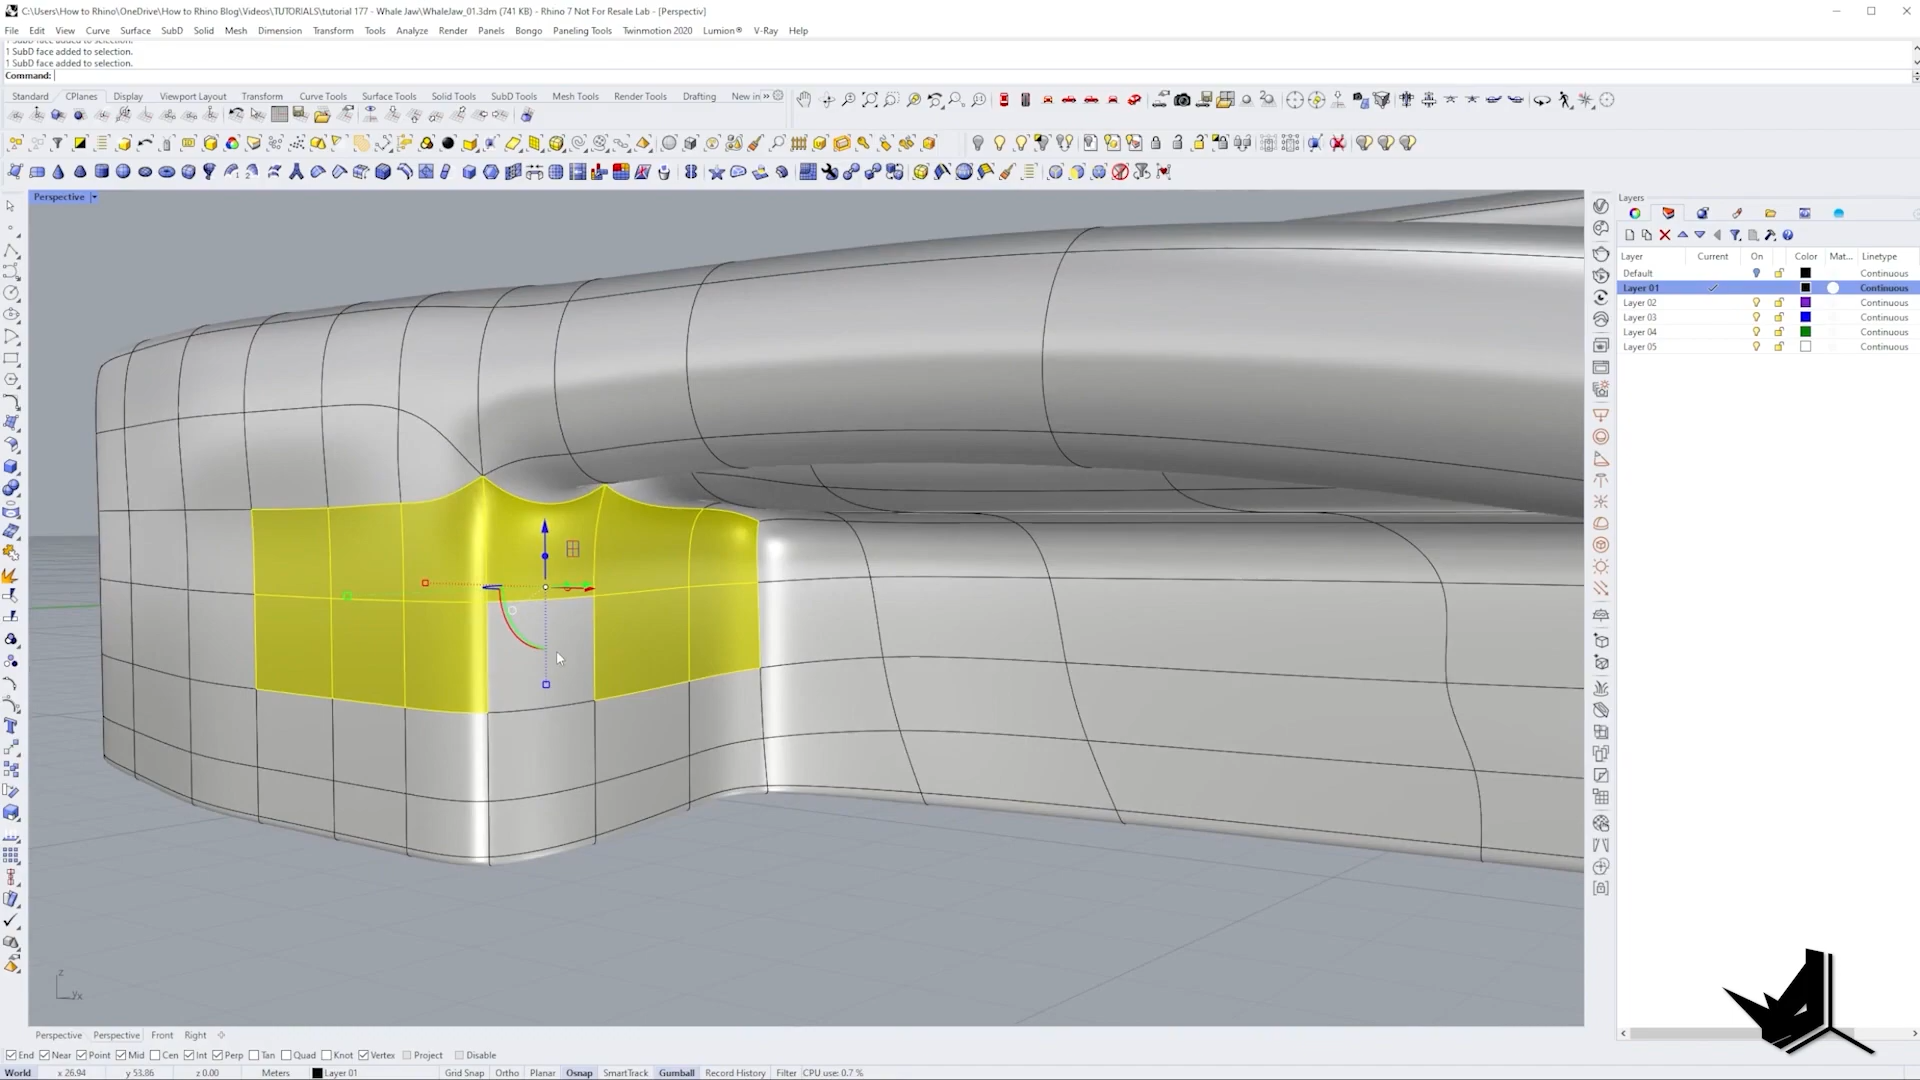 C:\Users\How to Rhino\OneDrive\How to Rhino Blog\Videos\TUTORIALS\tutorial 177 - Whale Jaw\WhaleJaw_01.3dm (741 KB) - Rhino 7 Not For Resale Lab - [Perspectiv]
File Edit View Curve Surface SubD Solid Mesh Dimension Transform Tools Analyze Render Panels Bongo Paneling Tools Twinmotion 2020 Lumion® V-Ray Help
1 SubD face added to selection.
1 SubD face added to selection.
Command:
Standard CPlanes Display Viewport Layout Transform Curve Tools Surface Tools Solid Tools SubD Tools Mesh Tools Render Tools Drafting New in »
Perspective
Layers
Layer Current On Color Mat... Linetype
Default Continuous
Layer 01 Continuous
Layer 02 Continuous
Layer 03 Continuous
Layer 04 Continuous
Layer 05 Continuous
z
yx
Perspective Perspective Front Right
End Near Point Mid Cen Int Perp Tan Quad Knot Vertex Project Disable
World x 26.94 y 53.86 z 0.00 Meters Layer 01 Grid Snap Ortho Planar Osnap SmartTrack Gumball Record History Filter CPU use: 0.7 %